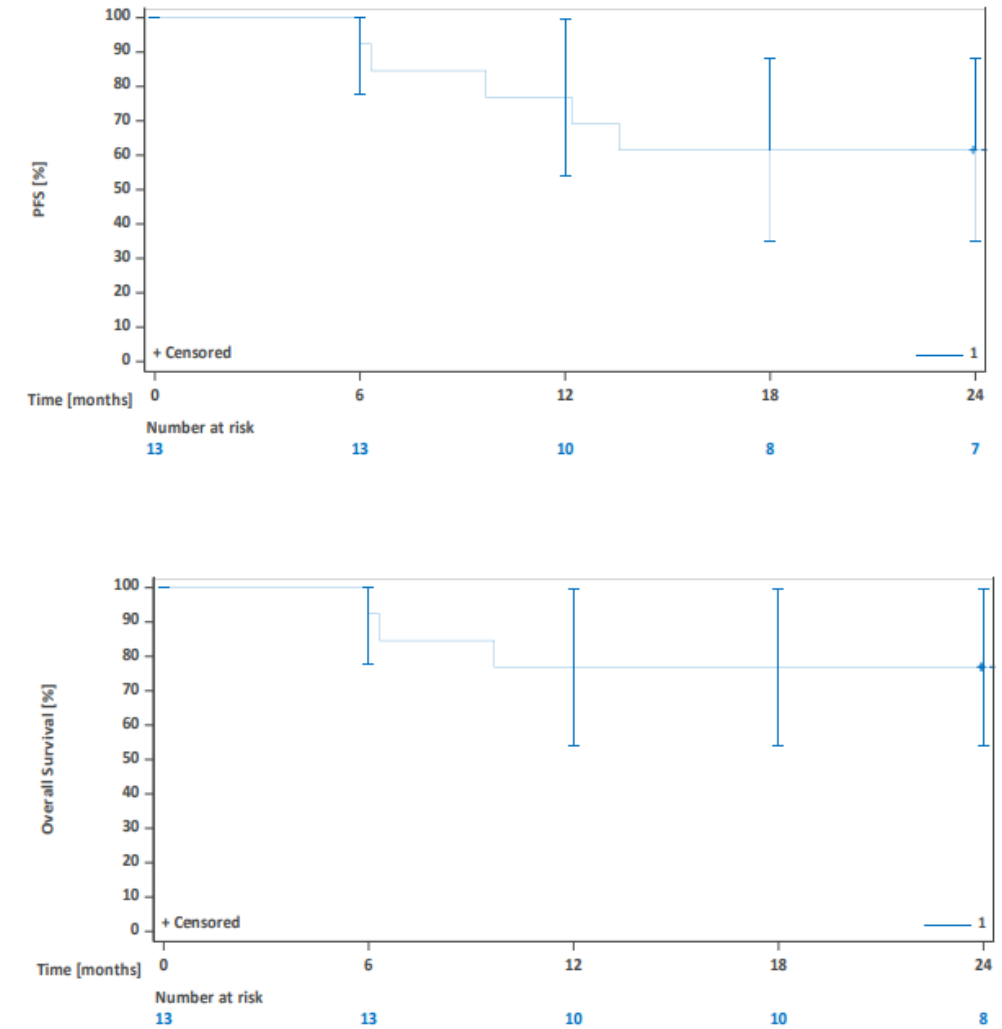 100
90
80
70
60
50
40
30
20
10
0
PFS [%]
+ Censored
1
Time [months] 0 6 12 18 24
Number at risk
13 13 10 8 7
100
90
80
70
60
50
40
30
20
10
0
Overall Survival [%]
+ Censored
1
Time [months] 0 6 12 18 24
Number at risk
13 13 10 10 8